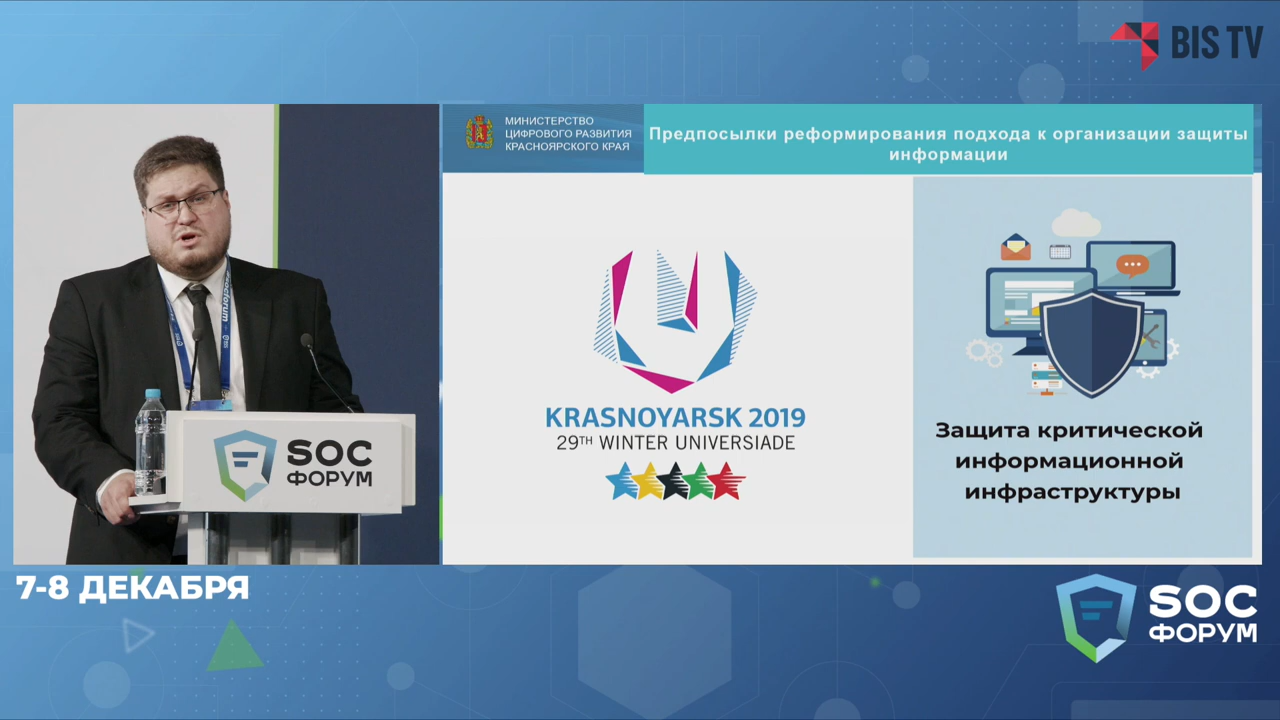 BIS TV
МИНИСТЕРСТВО
ЦИФРОВОГО РАЗВИТИЯ
КРАСНОЯРСКОГО КРАЯ
Предпосылки реформирования подхода к организации защиты
информации
KRASNOYARSK 2019
29TH WINTER UNIVERSIADE
Защита критической
информационной
инфраструктуры
socforum
SOC
ФОРУМ
7-8 ДЕКАБРЯ
SOC
ФОРУМ